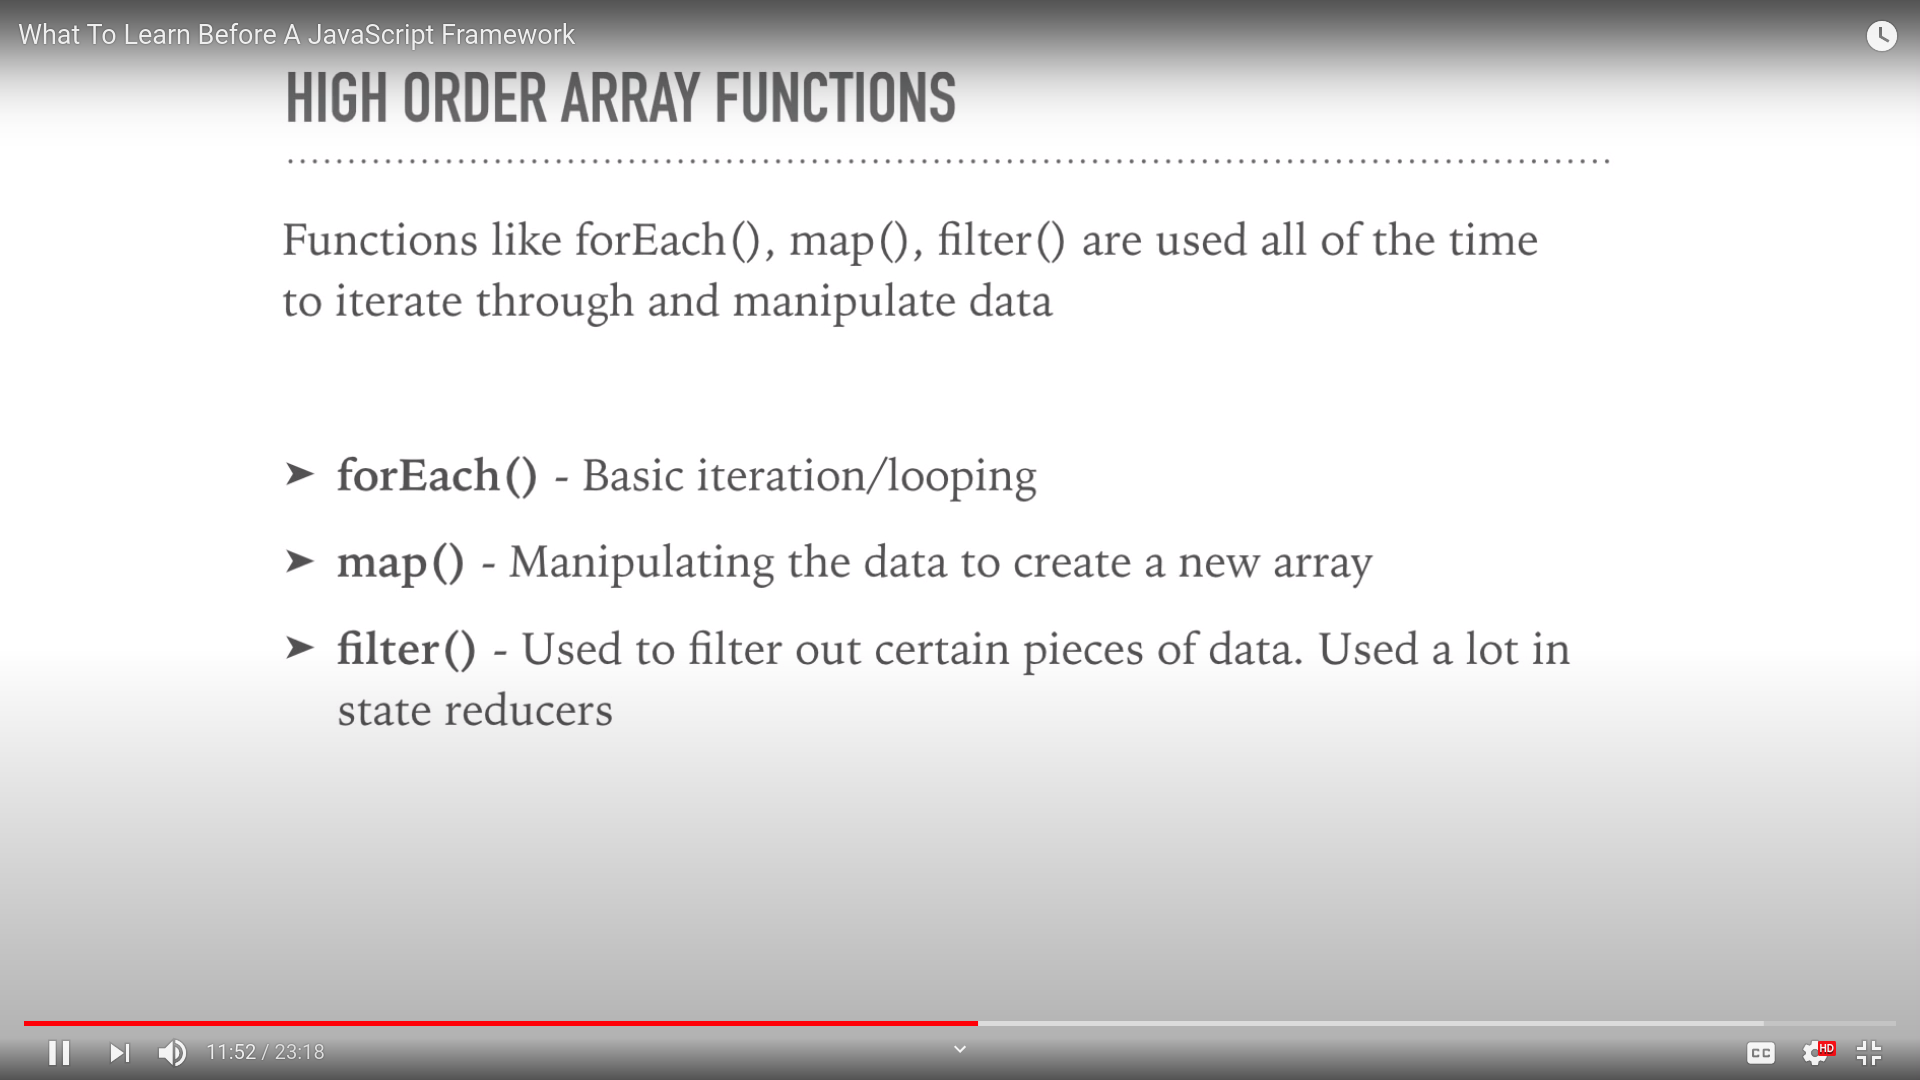 What To Learn Before A JavaScript Framework
HIGH ORDER ARRAY FUNCTIONS
Functions like forEach(), map(), filter() are used all of the time
to iterate through and manipulate data
➤ forEach() - Basic iteration/looping
➤ map() - Manipulating the data to create a new array
➤ filter() - Used to filter out certain pieces of data. Used a lot in
state reducers
11:52 / 23:18
CC
HD